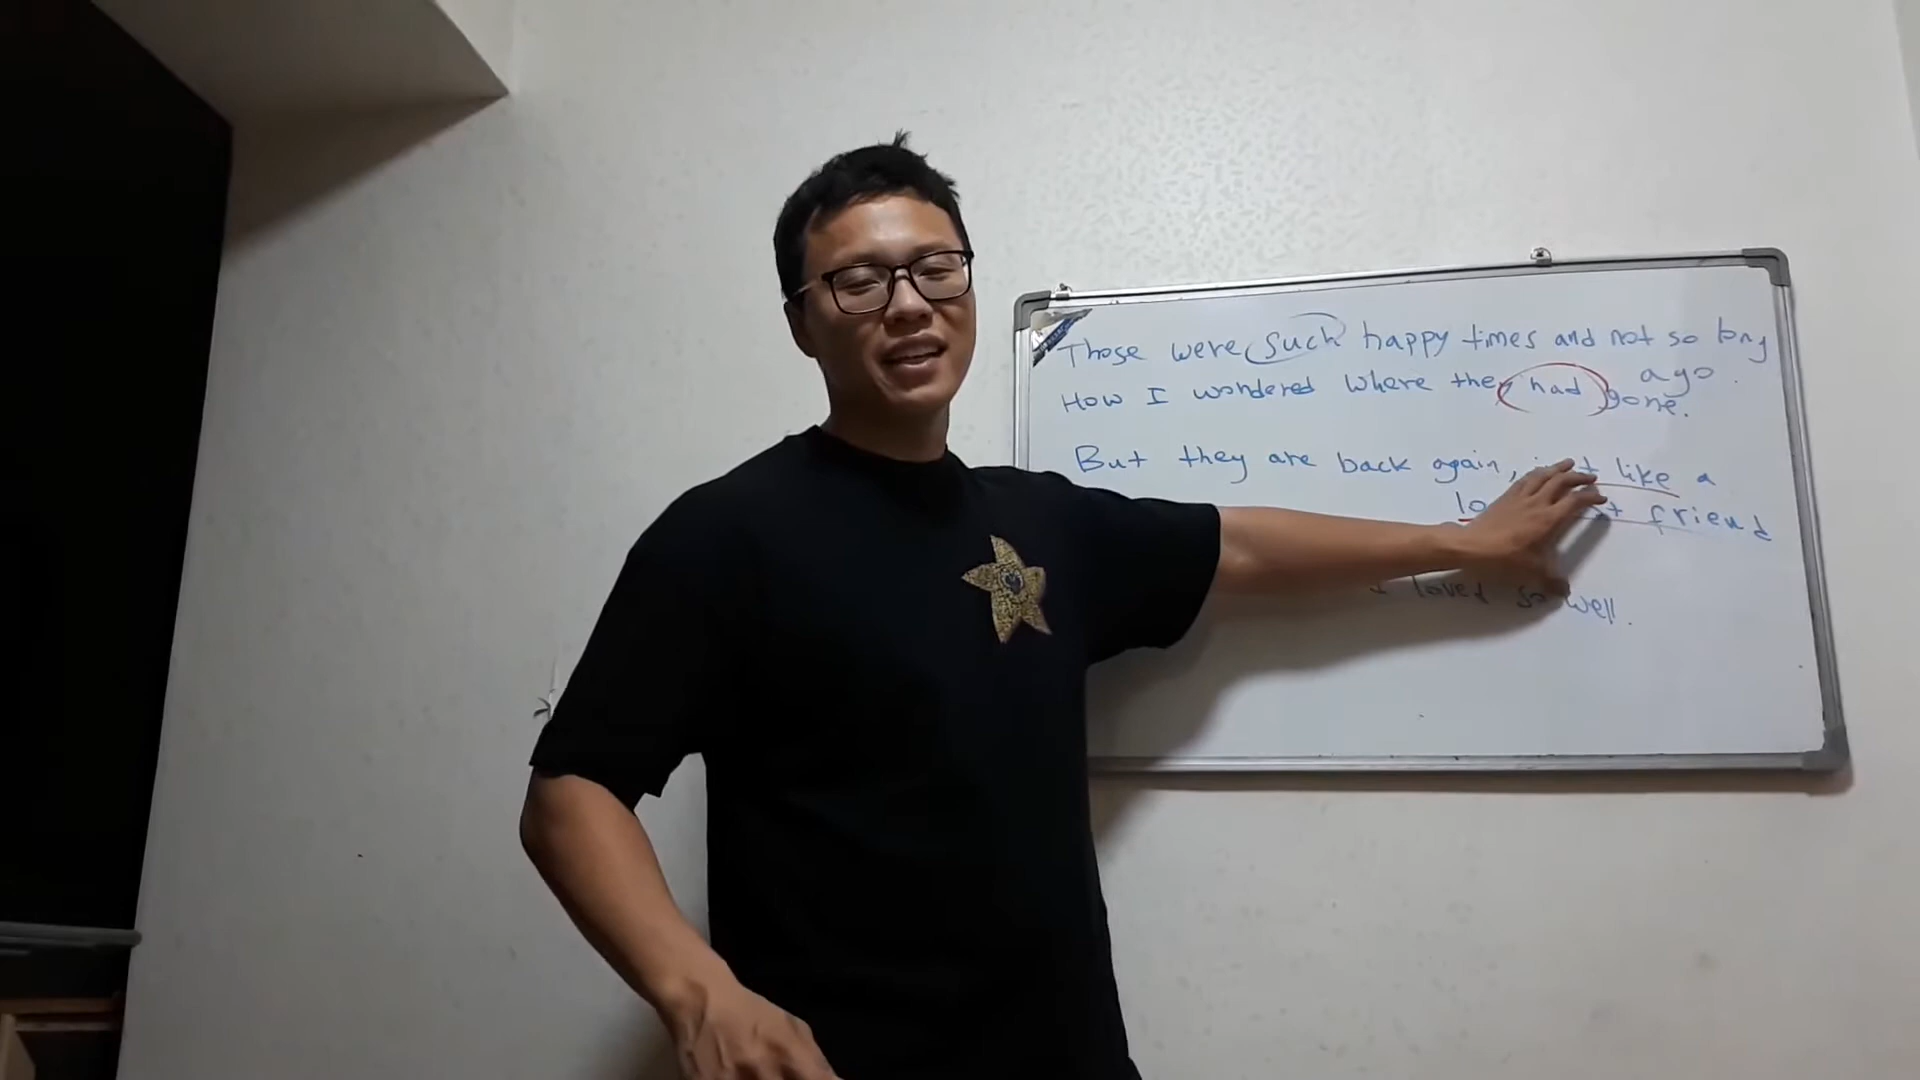 Those were such happy times and not so long
ago.
How I wondered where they had gone.
But they are back again, like a
friend
I loved so well.